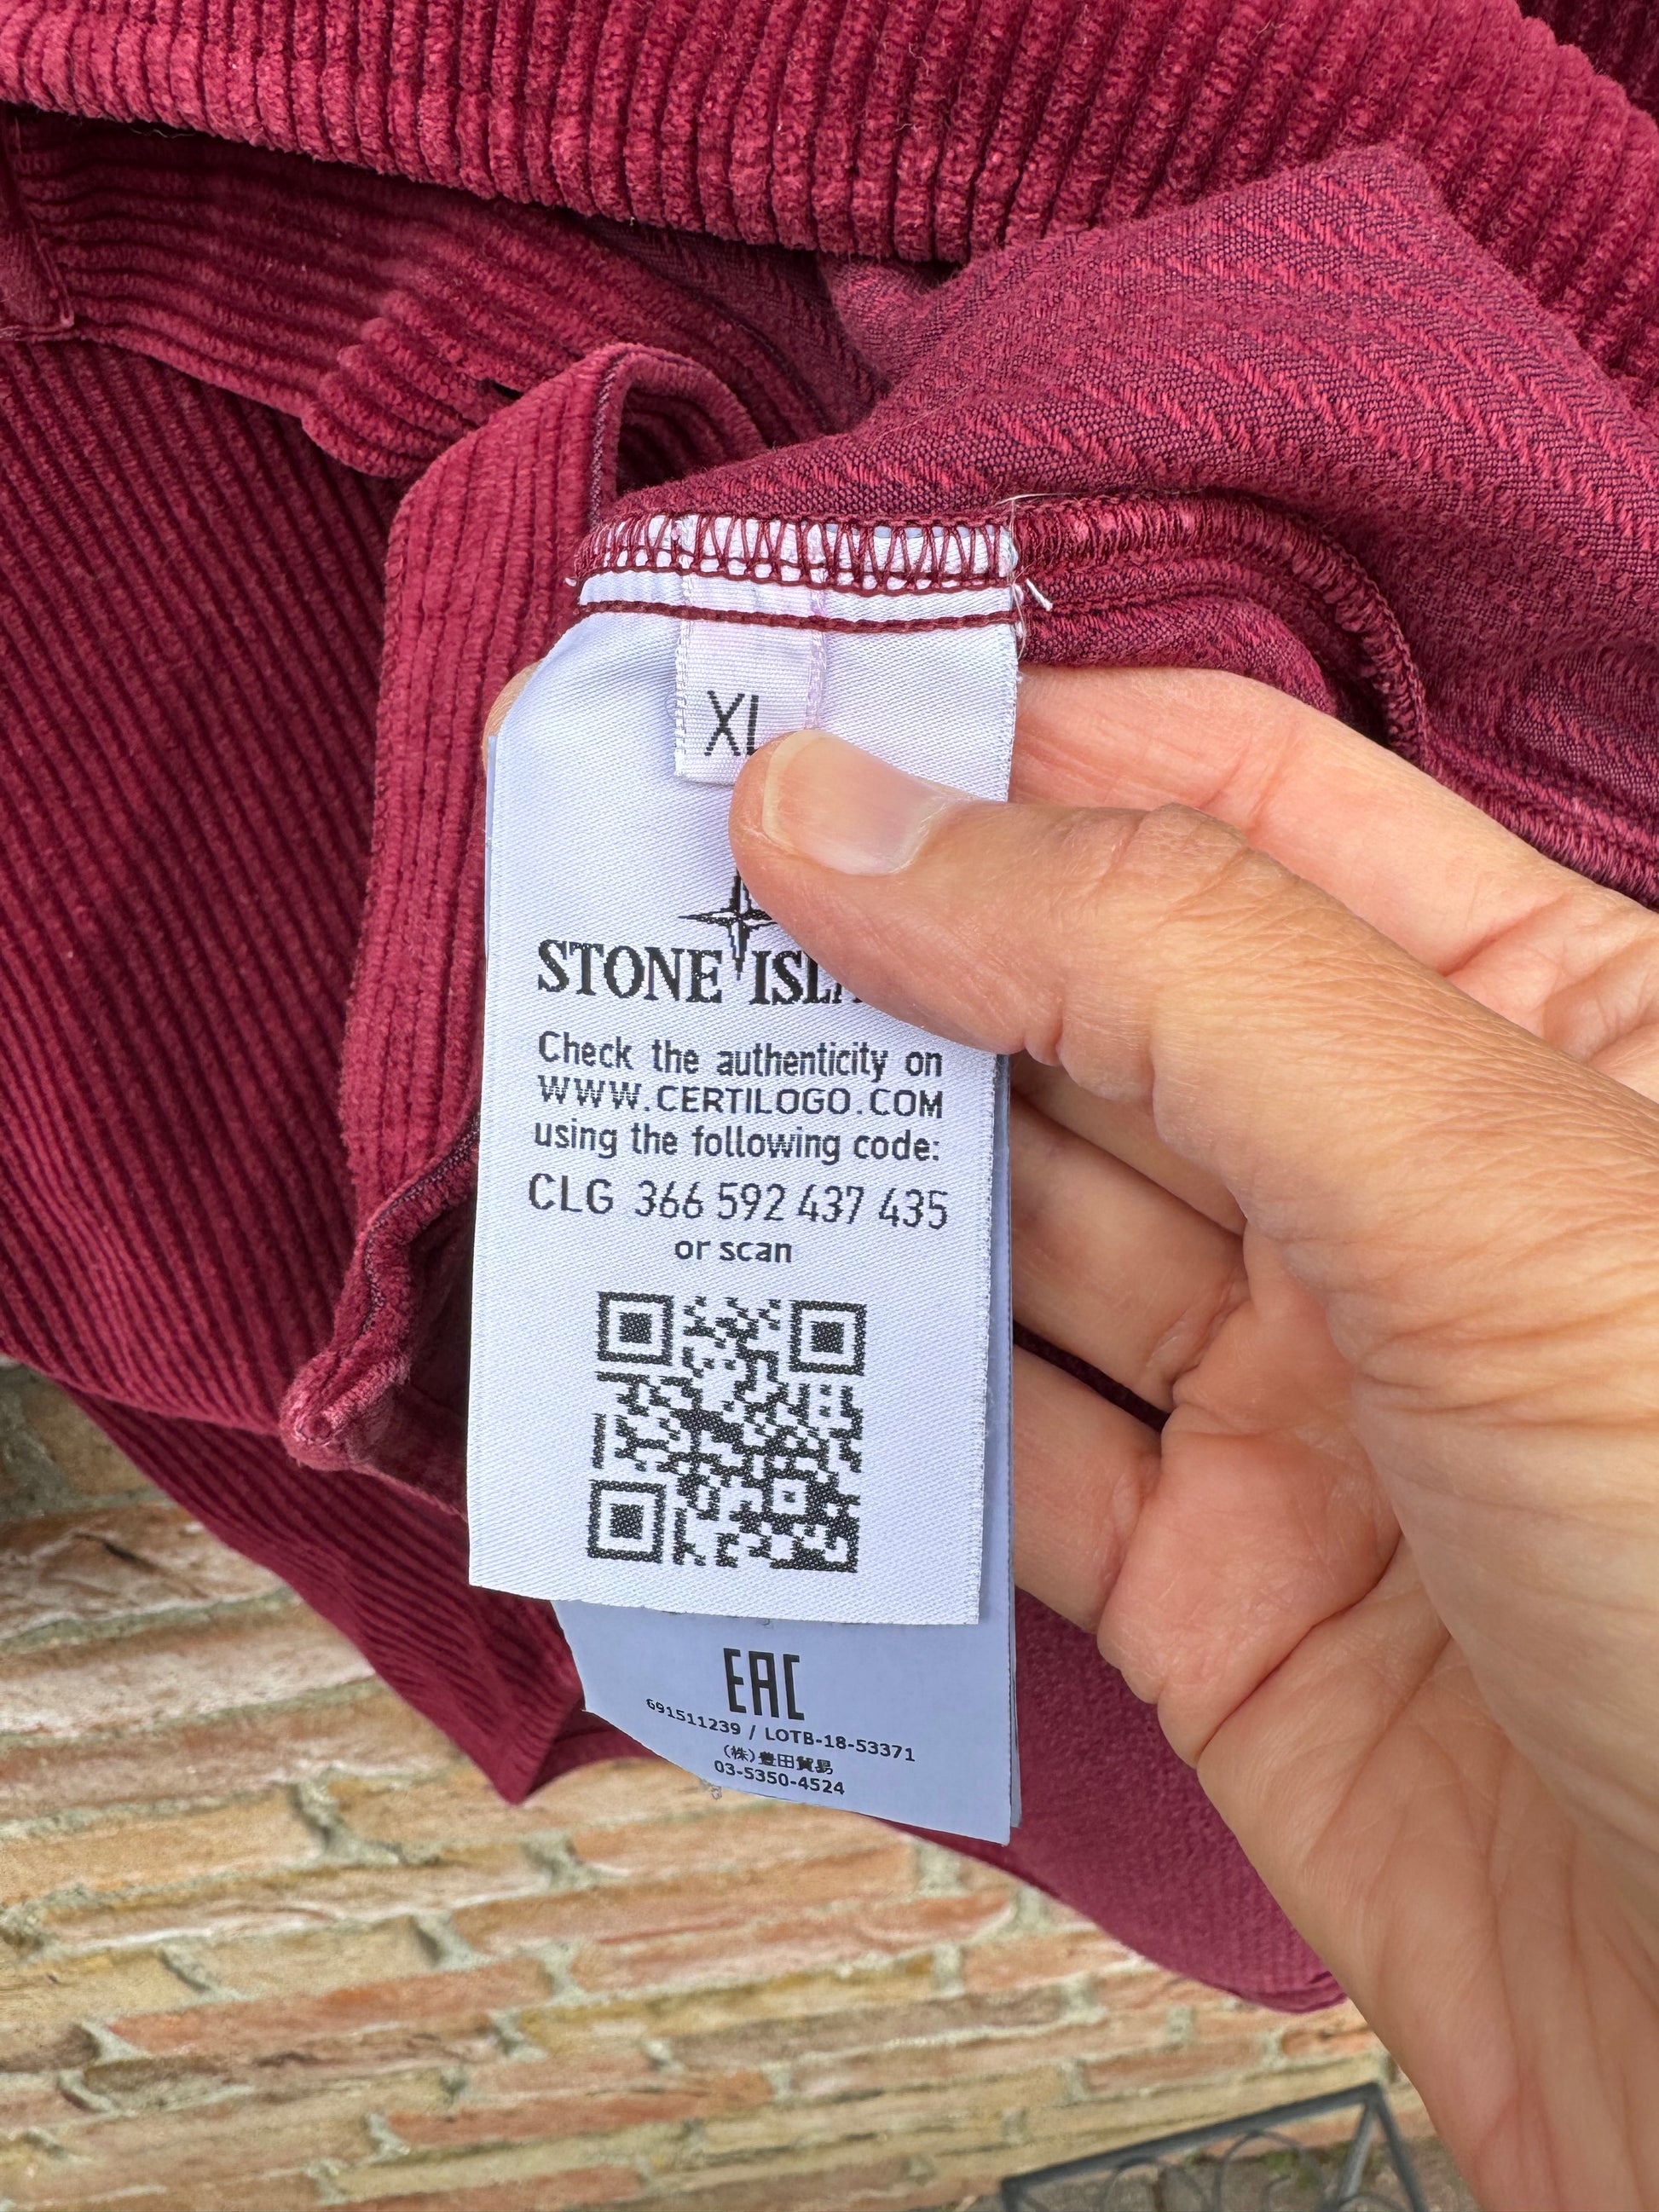 XL
STONE
Check the authenticity on
WWW.CERTILOGO.COM
using the following code:
CLG 366 592 437 435
or scan
EAC
691511239 / LOTB-18-53371
(株)豊田貿易
03-5350-4524